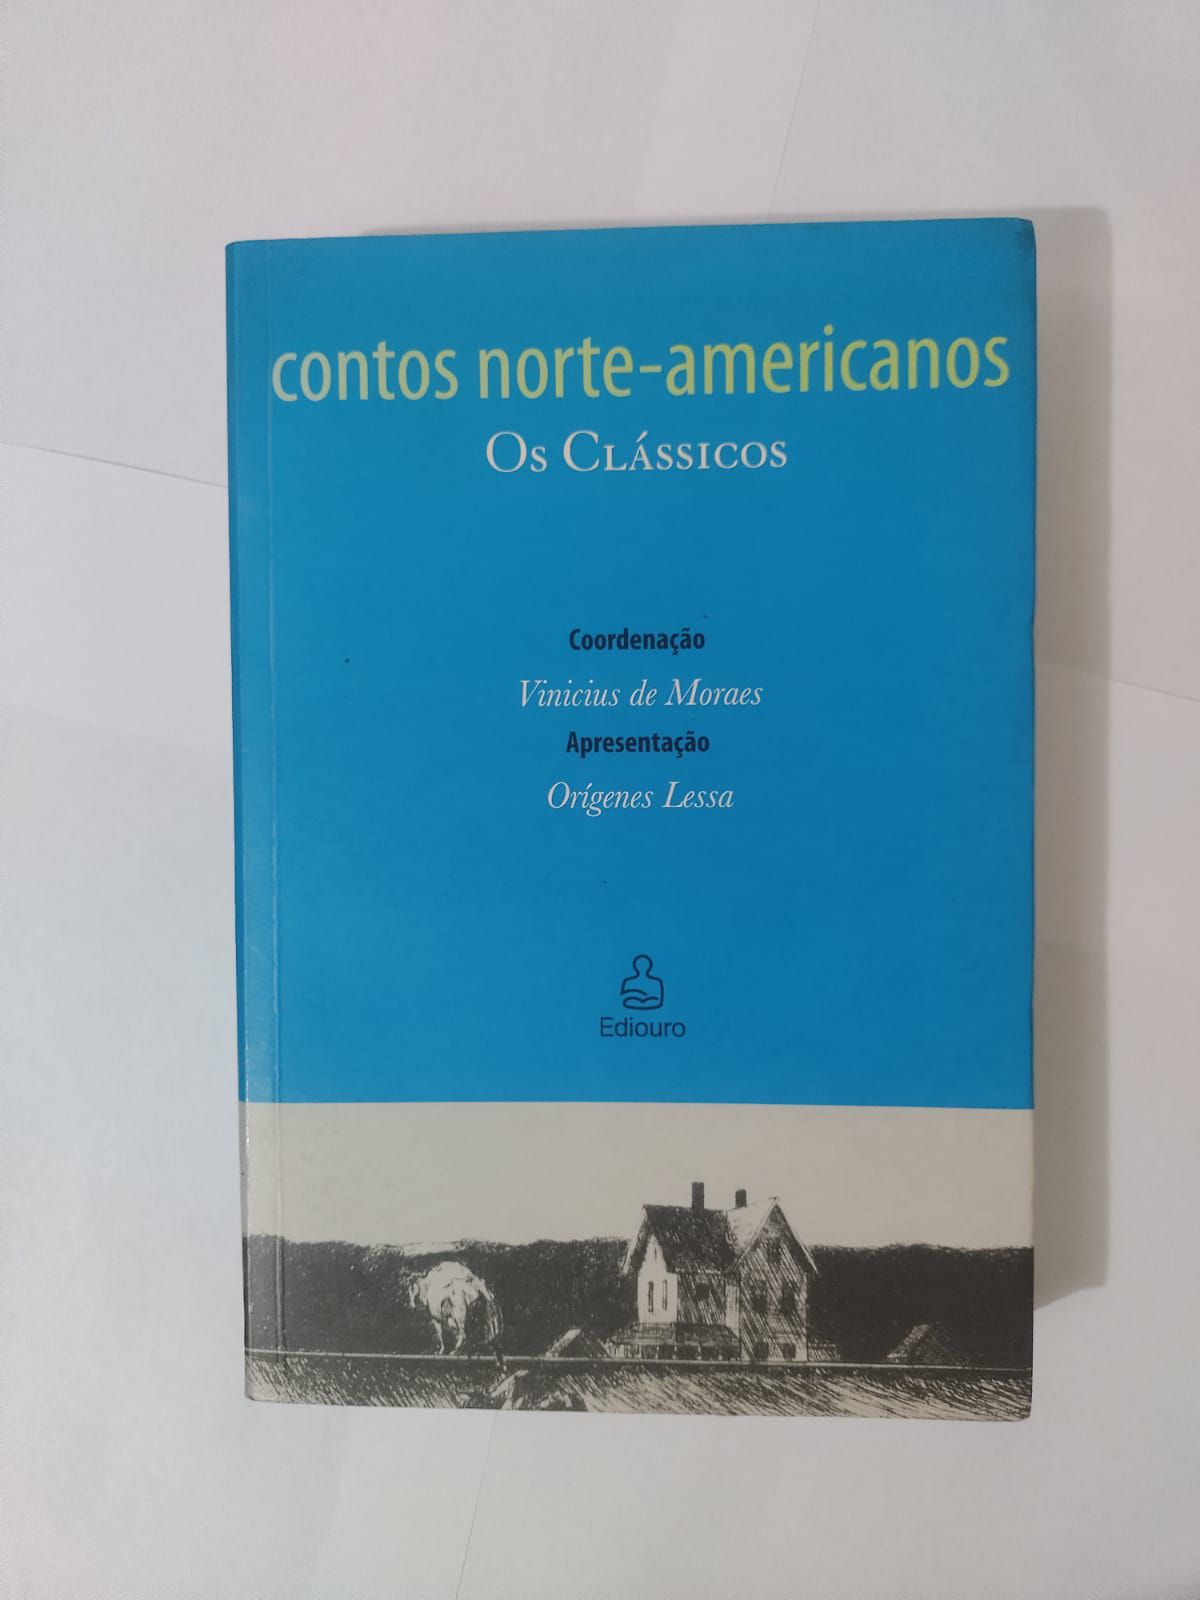 contos norte-americanos
Os Clássicos
Coordenação
Vinicius de Moraes
Apresentação
Orígenes Lessa
Ediouro